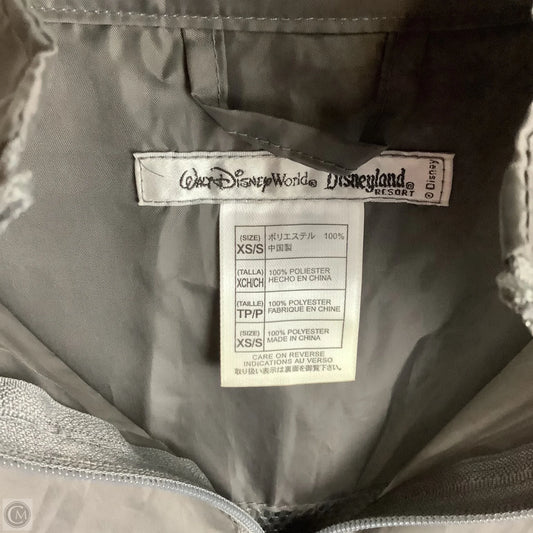 Walt Disney World® Disneyland®
RESORT
© Disney
(SIZE) ポリエステル 100%
XS/S 中国製
(TALLA) 100% POLIESTER
XCH/CH HECHO EN CHINA
(TAILLE) 100% POLYESTER
TP/P FABRIQUE EN CHINE
(SIZE) 100% POLYESTER
XS/S MADE IN CHINA
CARE ON REVERSE
INDICATIONS AU VERSO
取り扱い表示は裏面を御覧下さい
CM